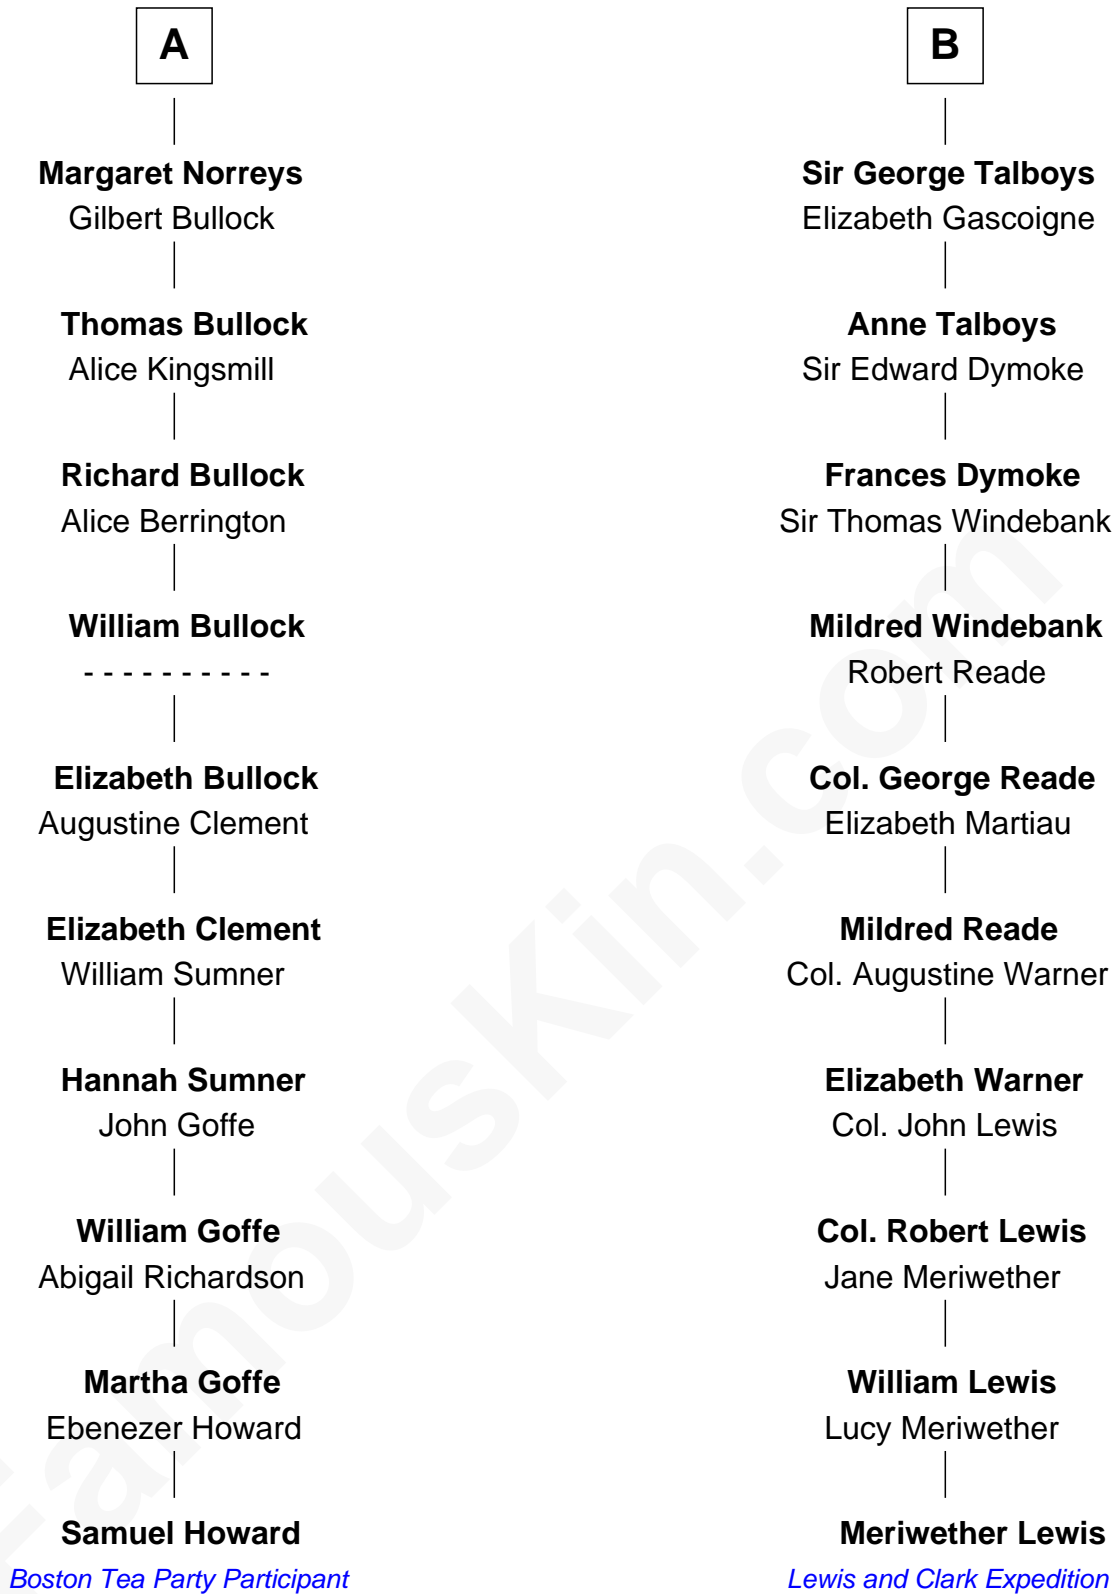 A
Margaret Norreys
Gilbert Bullock
Thomas Bullock
Alice Kingsmill
Richard Bullock
Alice Berrington
William Bullock
- - - - - - - - - -
Elizabeth Bullock
Augustine Clement
Elizabeth Clement
William Sumner
Hannah Sumner
John Goffe
William Goffe
Abigail Richardson
Martha Goffe
Ebenezer Howard
Samuel Howard
Boston Tea Party Participant
B
Sir George Talboys
Elizabeth Gascoigne
Anne Talboys
Sir Edward Dymoke
Frances Dymoke
Sir Thomas Windebank
Mildred Windebank
Robert Reade
Col. George Reade
Elizabeth Martiau
Mildred Reade
Col. Augustine Warner
Elizabeth Warner
Col. John Lewis
Col. Robert Lewis
Jane Meriwether
William Lewis
Lucy Meriwether
Meriwether Lewis
Lewis and Clark Expedition
FamousKin.com